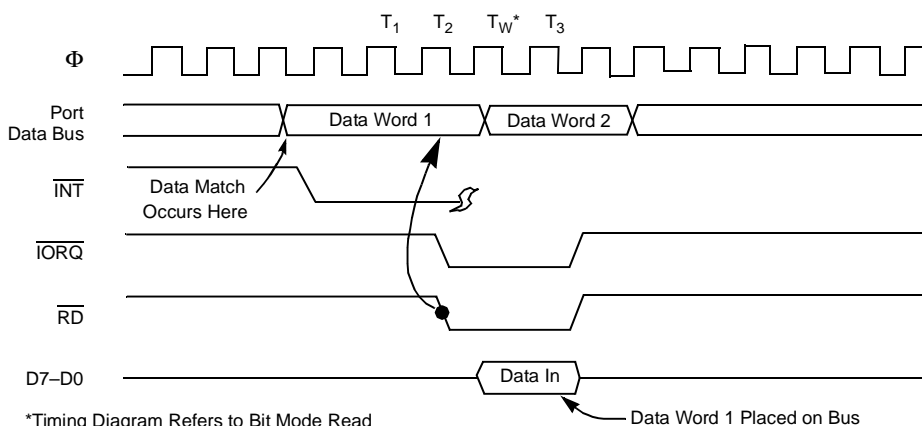 T1 T2 TW* T3
Φ
Port
Data Bus
Data Word 1
Data Word 2
INT
Data Match
Occurs Here
IORQ
RD
D7–D0
Data In
*Timing Diagram Refers to Bit Mode Read
Data Word 1 Placed on Bus